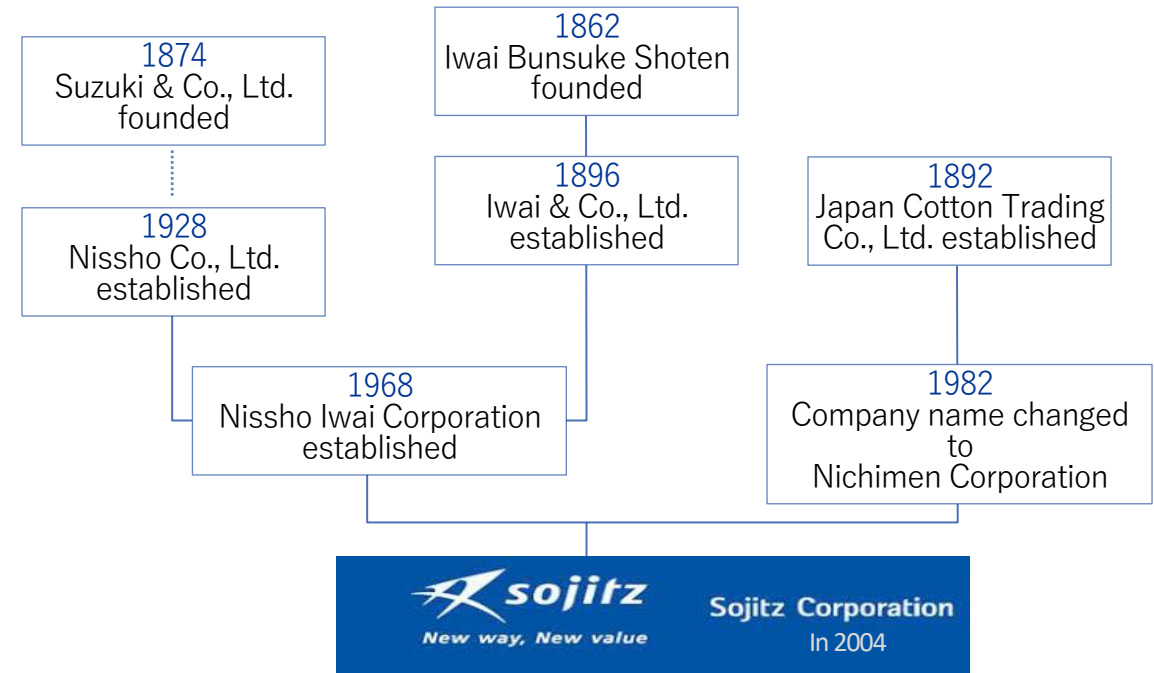 1874
Suzuki & Co., Ltd.
founded
1862
Iwai Bunsuke Shoten
founded
1896
Iwai & Co., Ltd.
established
1892
Japan Cotton Trading
Co., Ltd. established
1928
Nissho Co., Ltd.
established
1968
Nissho Iwai Corporation
established
1982
Company name changed
to
Nichimen Corporation
sojitz
New way, New value
Sojitz Corporation
In 2004